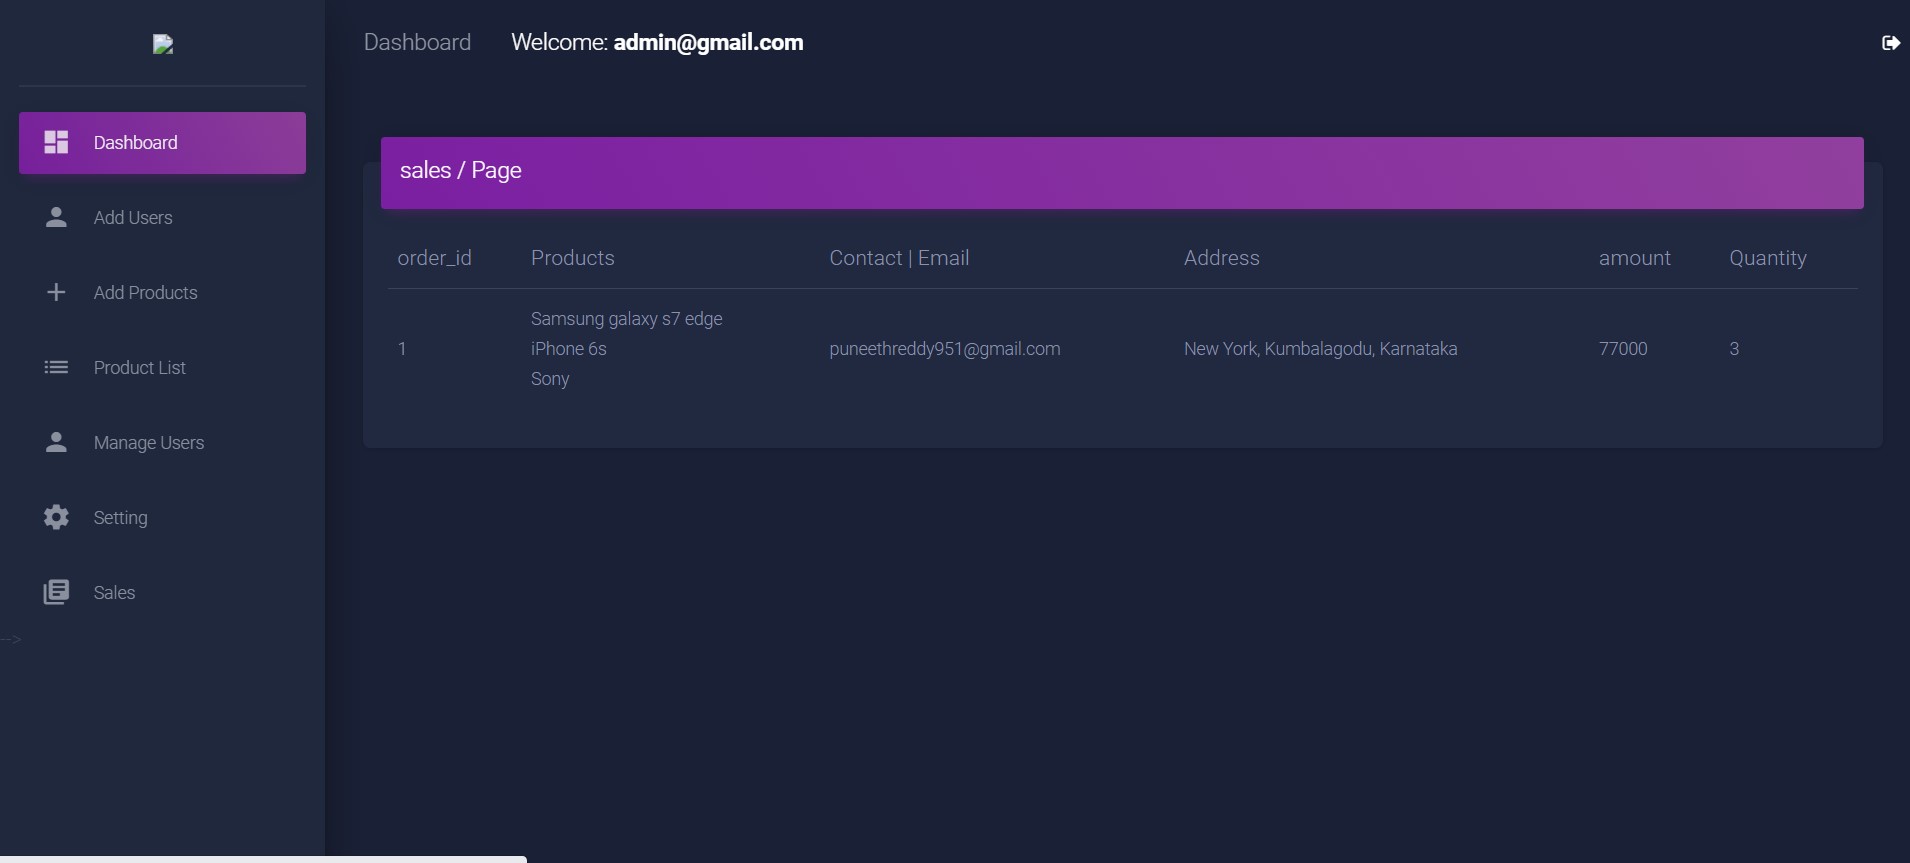 Dashboard Welcome: admin@gmail.com
Dashboard
Add Users
Add Products
Product List
Manage Users
Setting
Sales
-->
sales / Page
order_id Products Contact | Email Address amount Quantity
Samsung galaxy s7 edge
1 iPhone 6s puneethreddy951@gmail.com New York, Kumbalagodu, Karnataka 77000 3
Sony